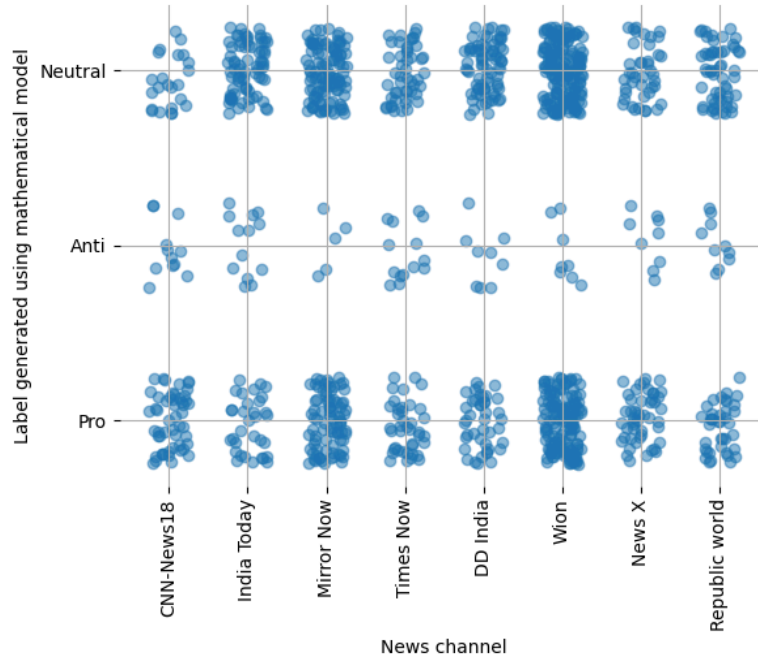 Label generated using mathematical model
Neutral
Anti
Pro
CNN-News18
India Today
Mirror Now
Times Now
DD India
Wion
News X
Republic world
News channel